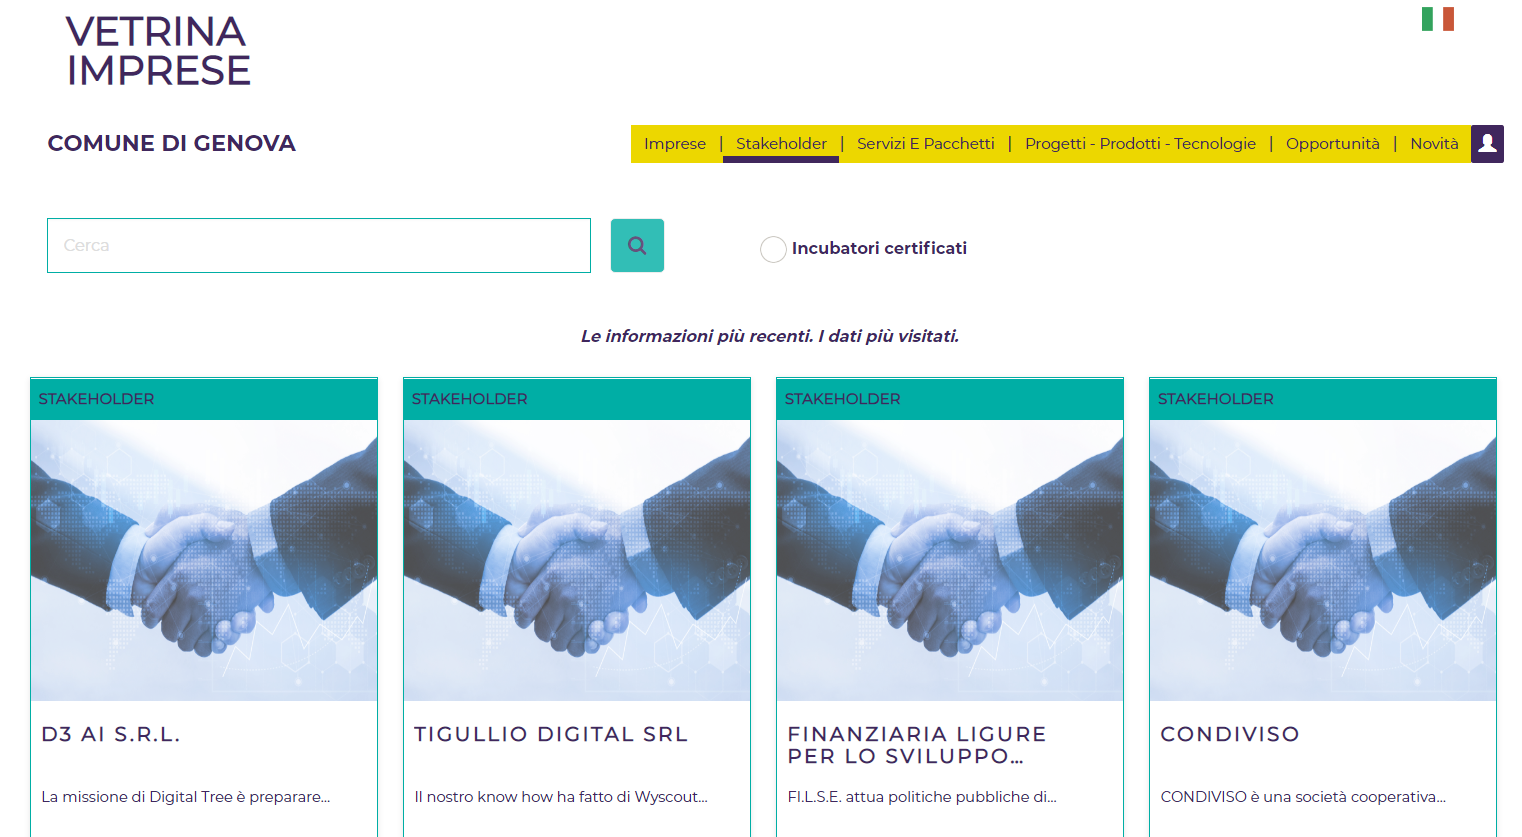 VETRINA
IMPRESE
COMUNE DI GENOVA
Imprese | Stakeholder | Servizi E Pacchetti | Progetti - Prodotti - Tecnologie | Opportunità | Novità
Cerca
Incubatori certificati
Le informazioni più recenti. I dati più visitati.
STAKEHOLDER
D3 AI S.R.L.
La missione di Digital Tree è preparare...
STAKEHOLDER
TIGULLIO DIGITAL SRL
Il nostro know how ha fatto di Wyscout...
STAKEHOLDER
FINANZIARIA LIGURE
PER LO SVILUPPO...
FI.L.S.E. attua politiche pubbliche di...
STAKEHOLDER
CONDIVISO
CONDIVISO è una società cooperativa...